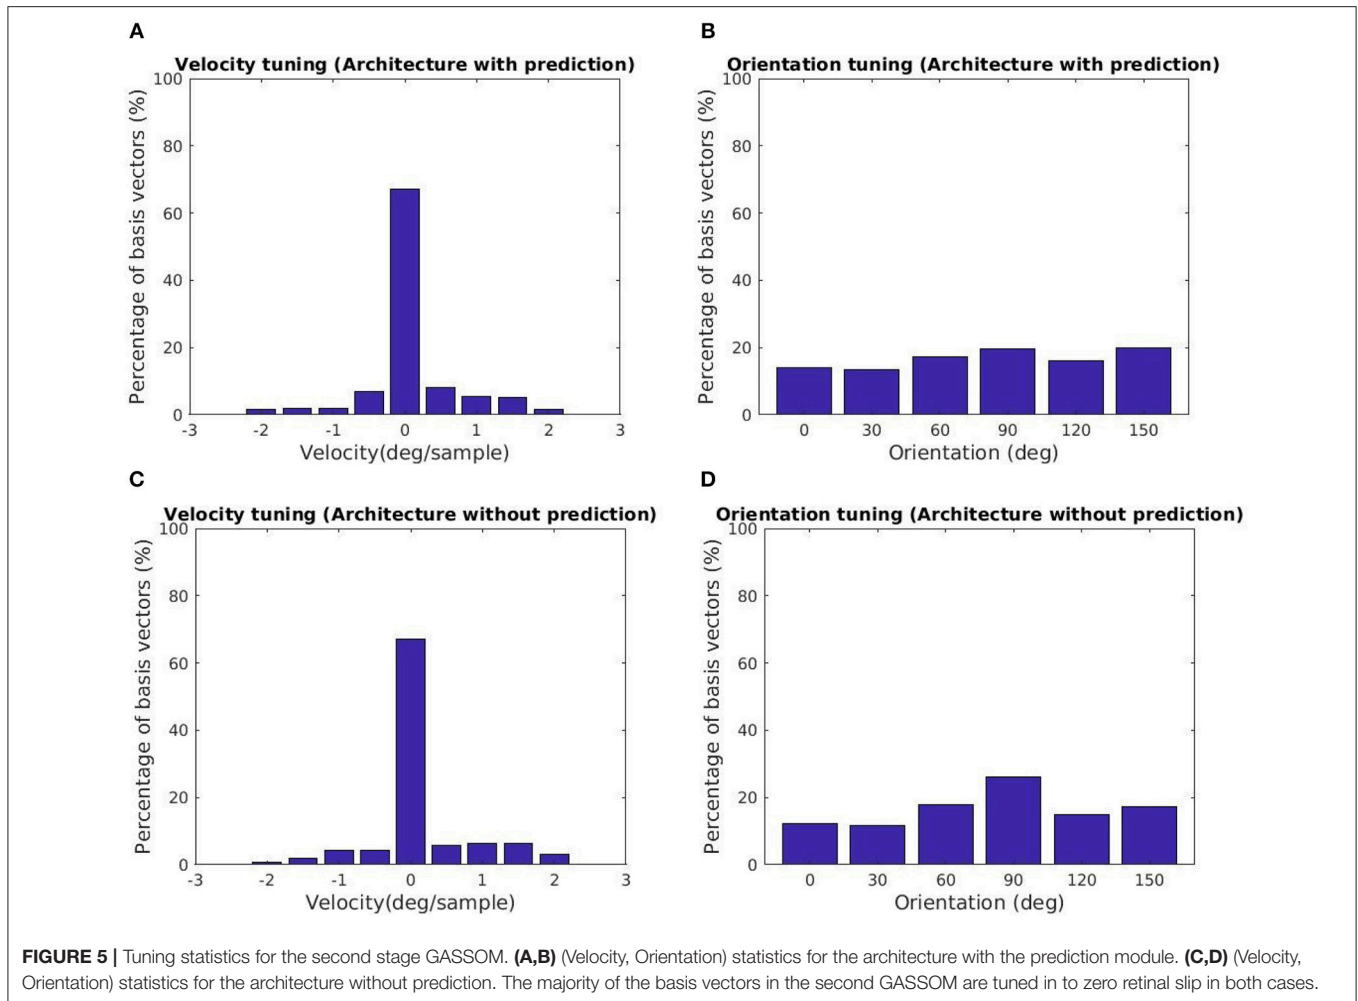 A
Velocity tuning (Architecture with prediction)
Percentage of basis vectors (%)
100
80
60
40
20
0
-3 -2 -1 0 1 2 3
Velocity(deg/sample)
B
Orientation tuning (Architecture with prediction)
Percentage of basis vectors (%)
100
80
60
40
20
0
0 30 60 90 120 150
Orientation (deg)
C
Velocity tuning (Architecture without prediction)
Percentage of basis vectors (%)
100
80
60
40
20
0
-3 -2 -1 0 1 2 3
Velocity(deg/sample)
D
Orientation tuning (Architecture without prediction)
Percentage of basis vectors (%)
100
80
60
40
20
0
0 30 60 90 120 150
Orientation (deg)
FIGURE 5 | Tuning statistics for the second stage GASSOM. (A,B) (Velocity, Orientation) statistics for the architecture with the prediction module. (C,D) (Velocity,
Orientation) statistics for the architecture without prediction. The majority of the basis vectors in the second GASSOM are tuned in to zero retinal slip in both cases.